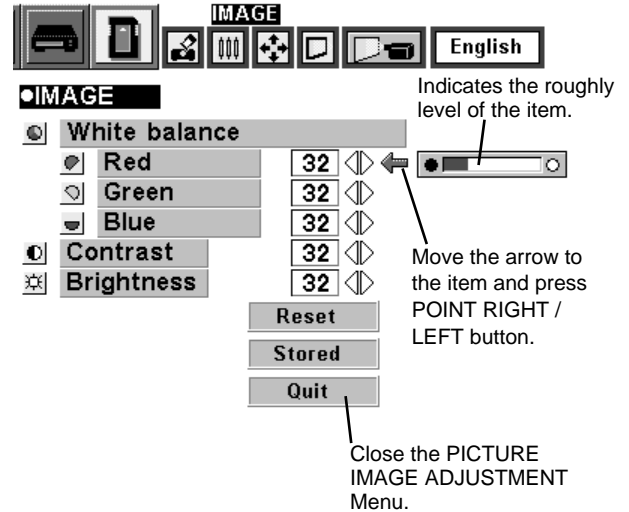 IMAGE
English
●IMAGE
Indicates the roughly
level of the item.
White balance
Red 32
Green 32
Blue 32
Contrast 32
Brightness 32
Move the arrow to
the item and press
POINT RIGHT /
LEFT button.
Reset
Stored
Quit
Close the PICTURE
IMAGE ADJUSTMENT
Menu.